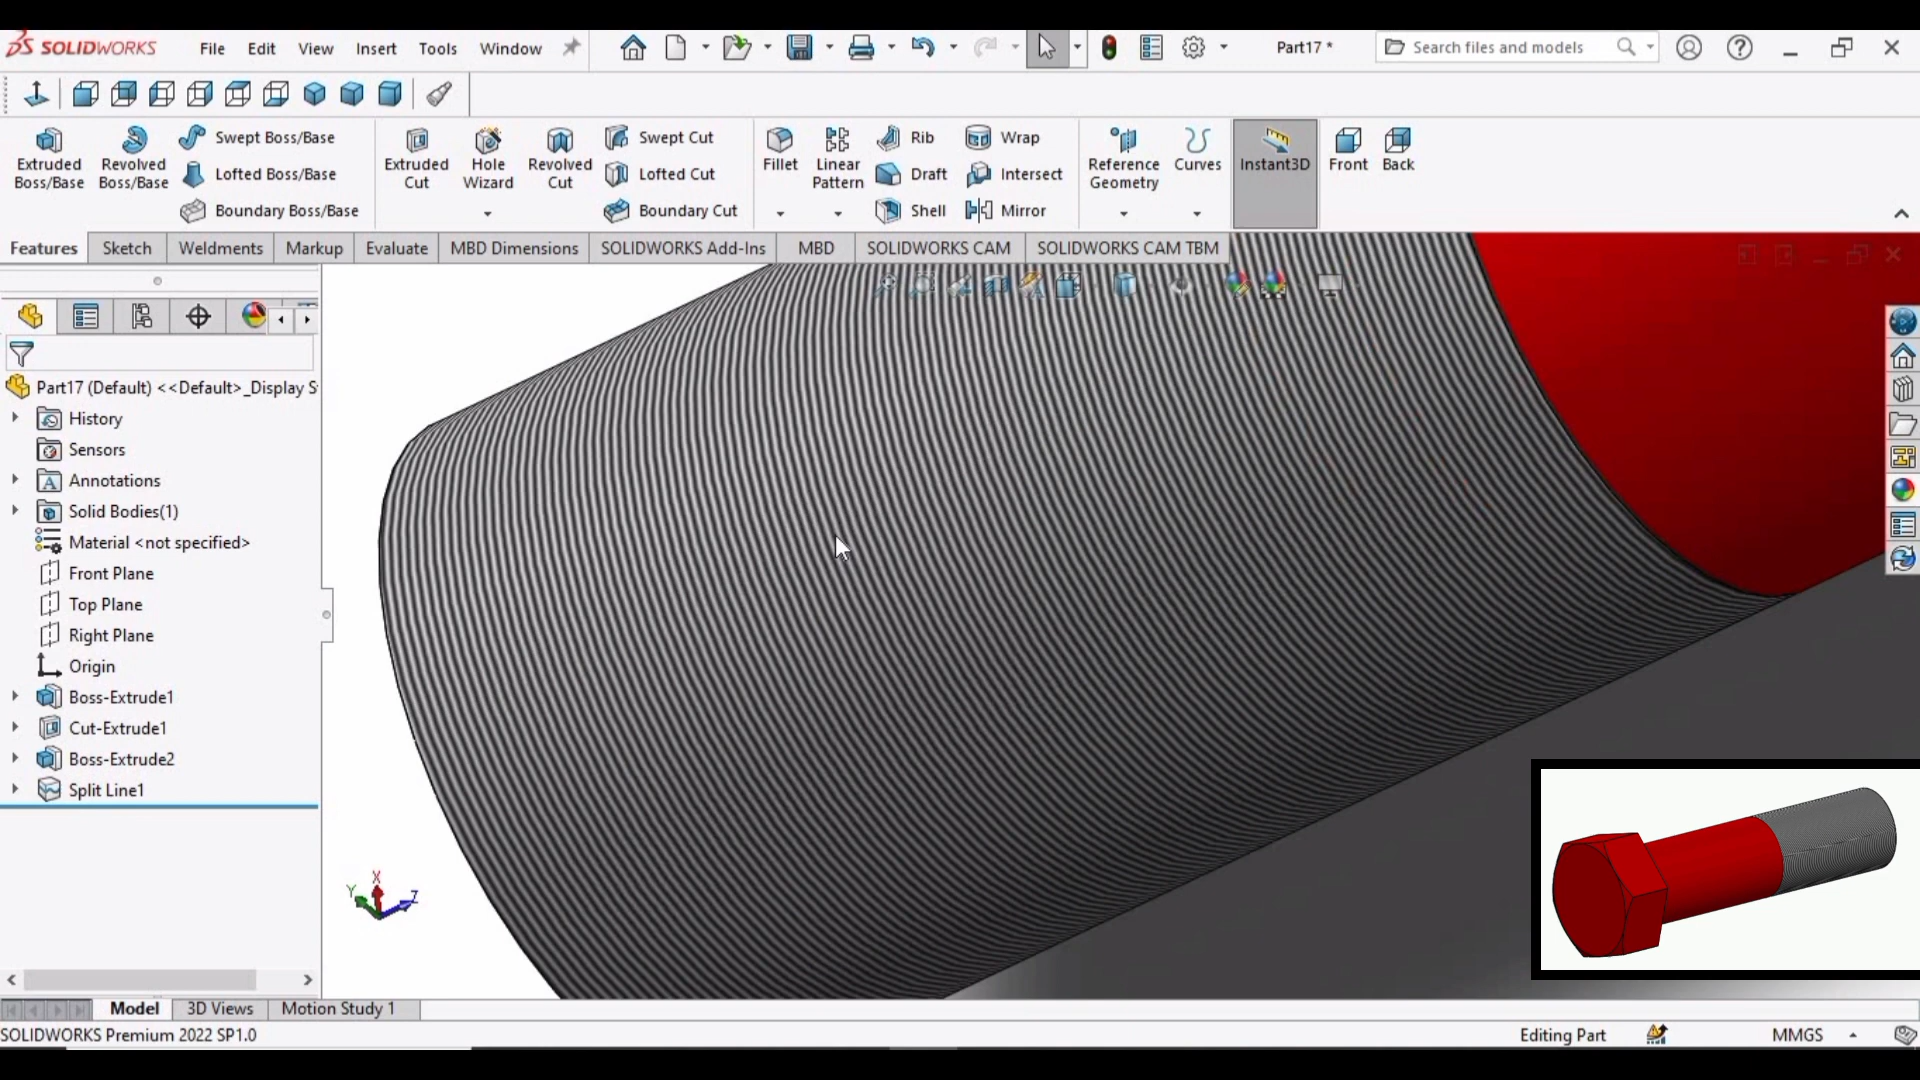 SOLIDWORKS File Edit View Insert Tools Window Part17 * Search files and models
Extruded Boss/Base
Revolved Boss/Base
Swept Boss/Base
Lofted Boss/Base
Boundary Boss/Base
Extruded Cut
Hole Wizard
Revolved Cut
Swept Cut
Lofted Cut
Boundary Cut
Fillet
Linear Pattern
Rib
Draft
Shell
Wrap
Intersect
Mirror
Reference Geometry
Curves
Instant3D
Front
Back
Features Sketch Weldments Markup Evaluate MBD Dimensions SOLIDWORKS Add-Ins MBD SOLIDWORKS CAM SOLIDWORKS CAM TBM
Part17 (Default) <<Default>_Display S
History
Sensors
Annotations
Solid Bodies(1)
Material <not specified>
Front Plane
Top Plane
Right Plane
Origin
Boss-Extrude1
Cut-Extrude1
Boss-Extrude2
Split Line1
X
Y
Z
Model 3D Views Motion Study 1
SOLIDWORKS Premium 2022 SP1.0 Editing Part MMGS